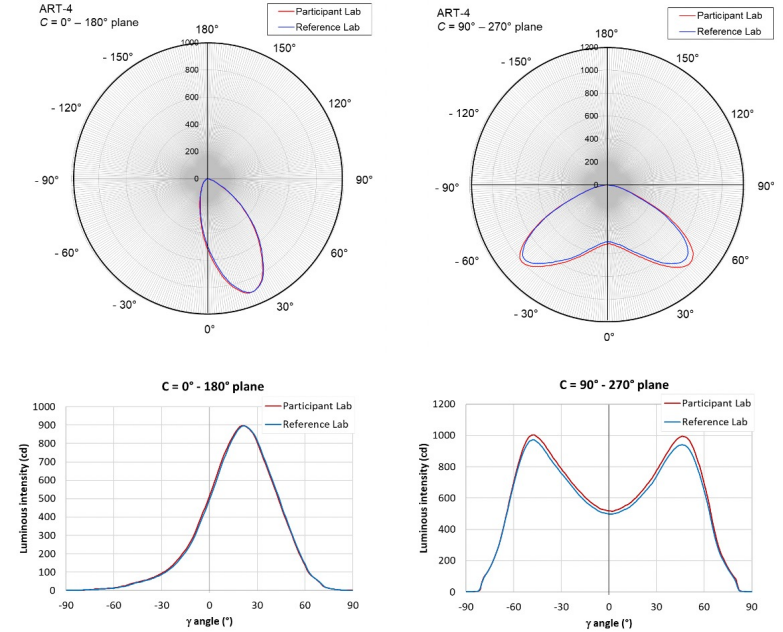 ART-4
C = 0° – 180° plane
Participant Lab
Reference Lab
180°
1000
150°
- 150°
800
600
120°
- 120°
400
200
0
90°
- 90°
60°
- 60°
30°
- 30°
0°
ART-4
C = 90° – 270° plane
Participant Lab
Reference Lab
180°
1200
150°
- 150°
1000
800
120°
- 120°
600
400
200
0
90°
- 90°
60°
- 60°
30°
- 30°
0°
C = 0° - 180° plane
Participant Lab
Reference Lab
Luminous intensity (cd)
1000
900
800
700
600
500
400
300
200
100
0
-90 -60 -30 0 30 60 90
γ angle (°)
C = 90° - 270° plane
Participant Lab
Reference Lab
Luminous intensity (cd)
1200
1000
800
600
400
200
0
-90 -60 -30 0 30 60 90
γ angle (°)